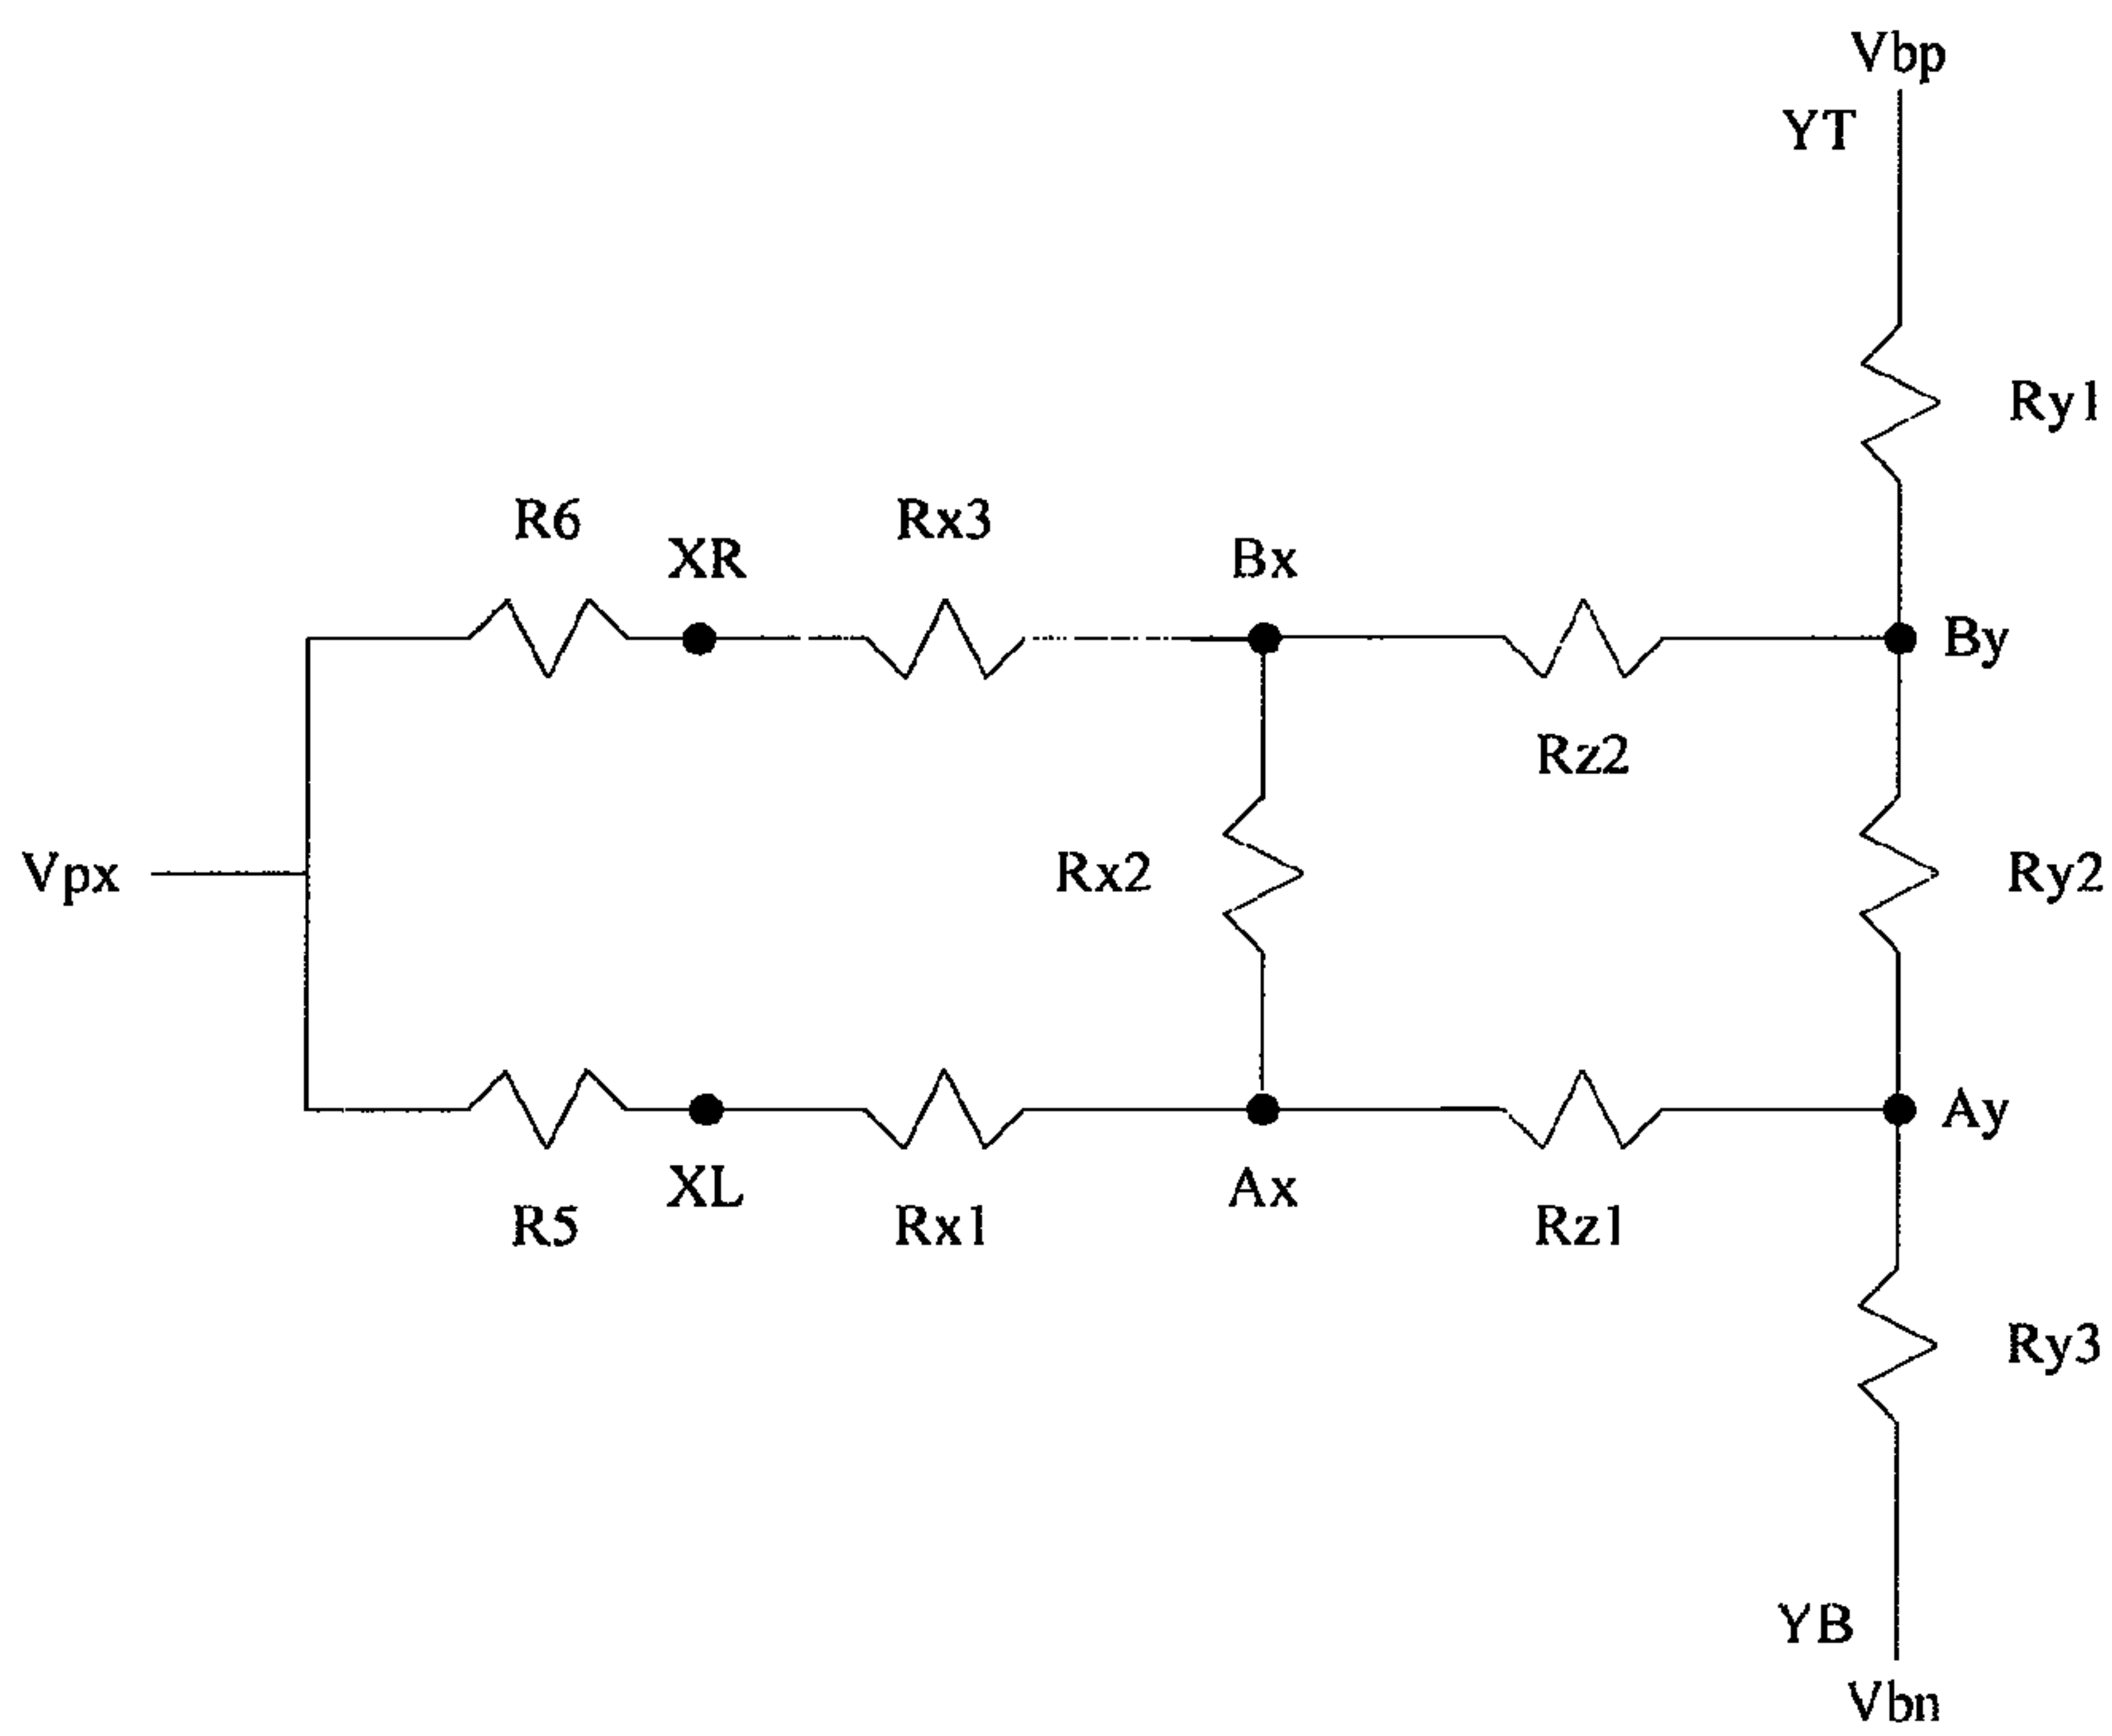 Vbp
YT
Ry1
R6
Rx3
XR
Bx
By
Rz2
Vpx
Rx2
Ry2
Ay
XL
Ax
R5
Rx1
Rz1
Ry3
YB
Vbn